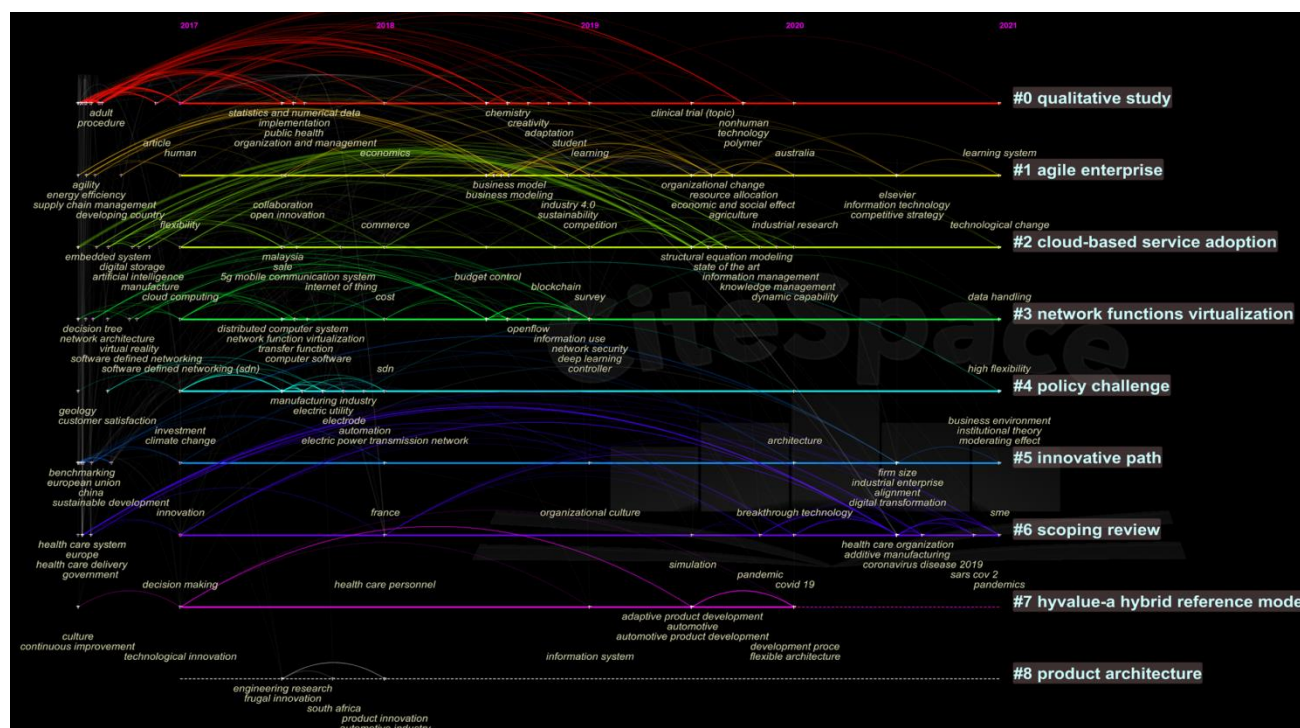 2017 2018 2019 2020 2021
#0 qualitative study
adult statistics and numerical data chemistry clinical trial (topic)
procedure implementation creativity nonhuman
public health adaptation technology
organization and management student polymer
article
human economics learning australia learning system
#1 agile enterprise
agility business model organizational change elsevier
energy efficiency business modeling resource allocation information technology
supply chain management collaboration industry 4.0 economic and social effect competitive strategy
developing country open innovation sustainability agriculture
flexibility commerce competition industrial research technological change
#2 cloud-based service adoption
embedded system malaysia structural equation modeling
digital storage sale state of the art
artificial intelligence 5g mobile communication system budget control information management
manufacture internet of thing blockchain knowledge management
cloud computing cost survey dynamic capability data handling
#3 network functions virtualization
CiteSpace
decision tree distributed computer system openflow
network architecture network function virtualization information use
virtual reality transfer function network security
software defined networking computer software deep learning
software defined networking (sdn) sdn controller high flexibility
#4 policy challenge
geology manufacturing industry
customer satisfaction electric utility business environment
investment electrode institutional theory
climate change automation moderating effect
electric power transmission network architecture
#5 innovative path
benchmarking firm size
european union industrial enterprise
china alignment
sustainable development digital transformation
innovation france organizational culture breakthrough technology sme
#6 scoping review
health care system health care organization
europe additive manufacturing
health care delivery simulation coronavirus disease 2019
government pandemic sars cov 2
decision making health care personnel covid 19 pandemics
#7 hyvalue-a hybrid reference mode
adaptive product development
culture automotive
continuous improvement automotive product development
development proce
technological innovation information system flexible architecture
#8 product architecture
engineering research
frugal innovation
south africa
product innovation
automotive industry